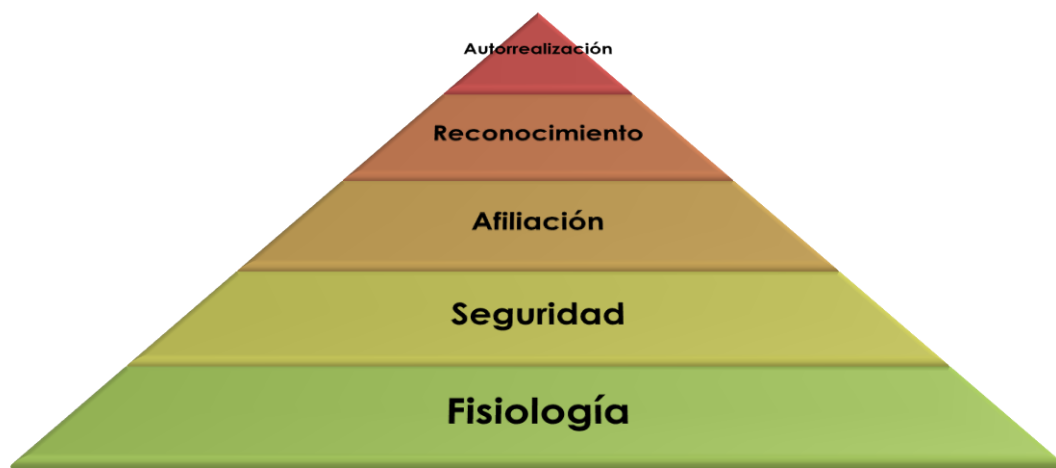 Autorrealización
Reconocimiento
Afiliación
Seguridad
Fisiología